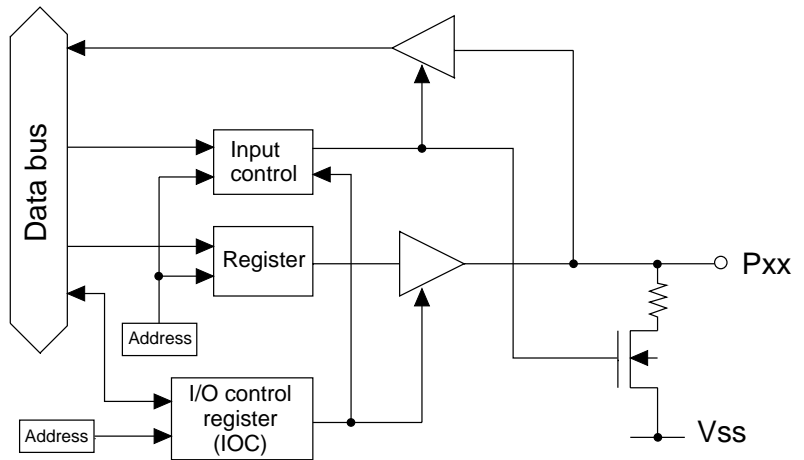 Data bus
Input
control
Register
Pxx
Address
I/O control
register
(IOC)
Address
Vss